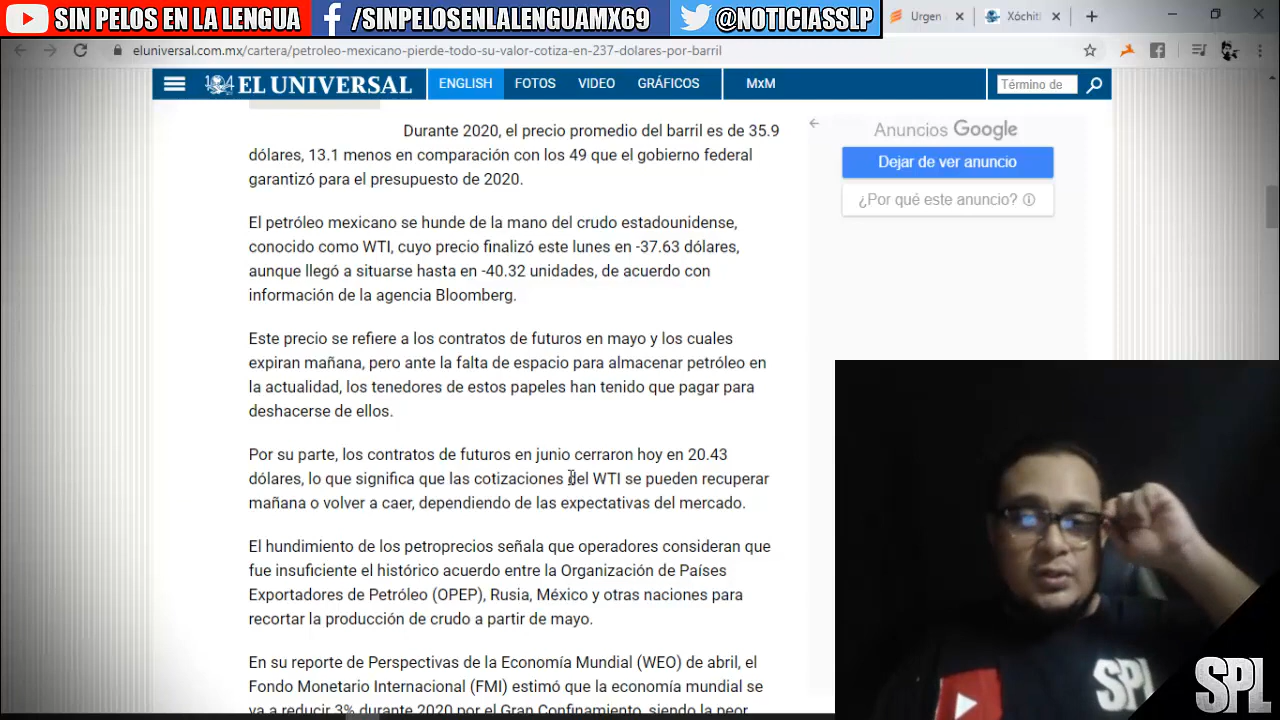 SIN PELOS EN LA LENGUA
/SINPELOSENLALENGUAMX69
@NOTICIASSLP
Urgen
Xóchitl
eluniversal.com.mx/cartera/petroleo-mexicano-pierde-todo-su-valor-cotiza-en-237-dolares-por-barril
EL UNIVERSAL
ENGLISH
FOTOS
VIDEO
GRÁFICOS
MxM
Término de
Durante 2020, el precio promedio del barril es de 35.9
dólares, 13.1 menos en comparación con los 49 que el gobierno federal
garantizó para el presupuesto de 2020.
El petróleo mexicano se hunde de la mano del crudo estadounidense,
conocido como WTI, cuyo precio finalizó este lunes en -37.63 dólares,
aunque llegó a situarse hasta en -40.32 unidades, de acuerdo con
información de la agencia Bloomberg.
Este precio se refiere a los contratos de futuros en mayo y los cuales
expiran mañana, pero ante la falta de espacio para almacenar petróleo en
la actualidad, los tenedores de estos papeles han tenido que pagar para
deshacerse de ellos.
Por su parte, los contratos de futuros en junio cerraron hoy en 20.43
dólares, lo que significa que las cotizaciones del WTI se pueden recuperar
mañana o volver a caer, dependiendo de las expectativas del mercado.
El hundimiento de los petroprecios señala que operadores consideran que
fue insuficiente el histórico acuerdo entre la Organización de Países
Exportadores de Petróleo (OPEP), Rusia, México y otras naciones para
recortar la producción de crudo a partir de mayo.
En su reporte de Perspectivas de la Economía Mundial (WEO) de abril, el
Fondo Monetario Internacional (FMI) estimó que la economía mundial se
va a reducir 3% durante 2020 por el Gran Confinamiento, siendo la peor
Anuncios Google
Dejar de ver anuncio
¿Por qué este anuncio?
SPL
SPL